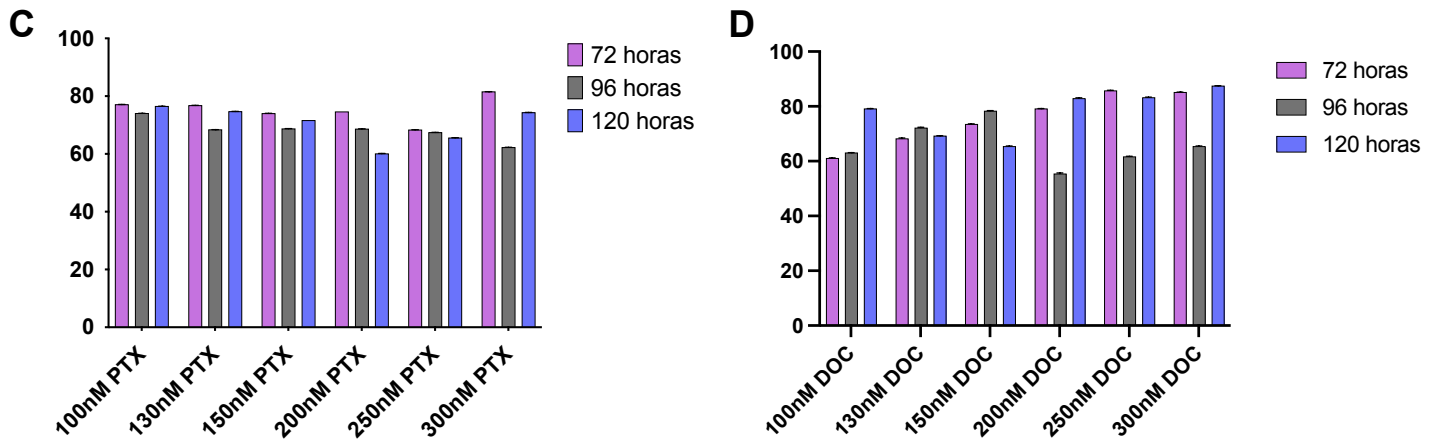 C
100
80
60
40
20
0
100nM PTX
130nM PTX
150nM PTX
200nM PTX
250nM PTX
300nM PTX
72 horas
96 horas
120 horas
D
100
80
60
40
20
0
100nM DOC
130nM DOC
150nM DOC
200nM DOC
250nM DOC
300nM DOC
72 horas
96 horas
120 horas